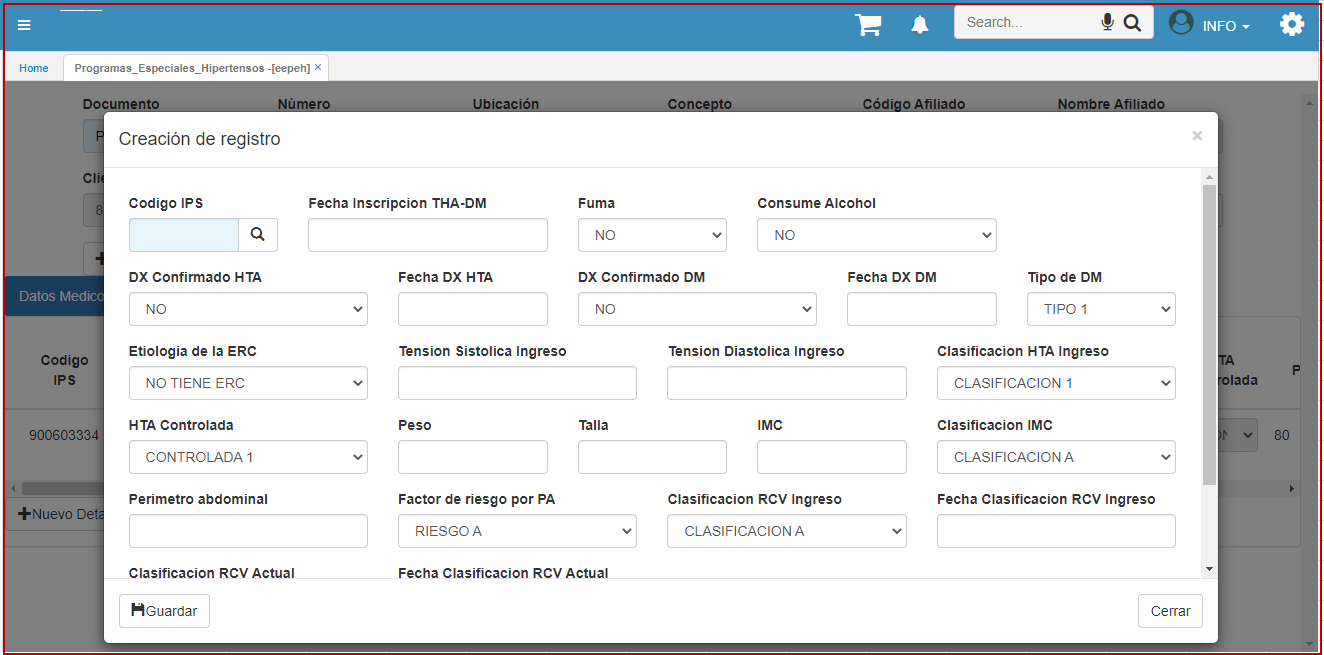 Search...
INFO
Home
Programas_Especiales_Hipertensos -[eepeh] ×
Documento Número Ubicación Concepto Código Afiliado Nombre Afiliado
P
Creación de registro ×
Clie
8
Codigo IPS Fecha Inscripcion THA-DM Fuma Consume Alcohol
NO NO
DX Confirmado HTA Fecha DX HTA DX Confirmado DM Fecha DX DM Tipo de DM
Datos Medico
NO NO TIPO 1
Etiologia de la ERC Tension Sistolica Ingreso Tension Diastolica Ingreso Clasificacion HTA Ingreso
Codigo
IPS
TA
rolada
P
NO TIENE ERC CLASIFICACION 1
HTA Controlada Peso Talla IMC Clasificacion IMC
900603334
80
CONTROLADA 1 CLASIFICACION A
Perimetro abdominal Factor de riesgo por PA Clasificacion RCV Ingreso Fecha Clasificacion RCV Ingreso
Nuevo Deta
RIESGO A CLASIFICACION A
Clasificacion RCV Actual Fecha Clasificacion RCV Actual
Guardar Cerrar